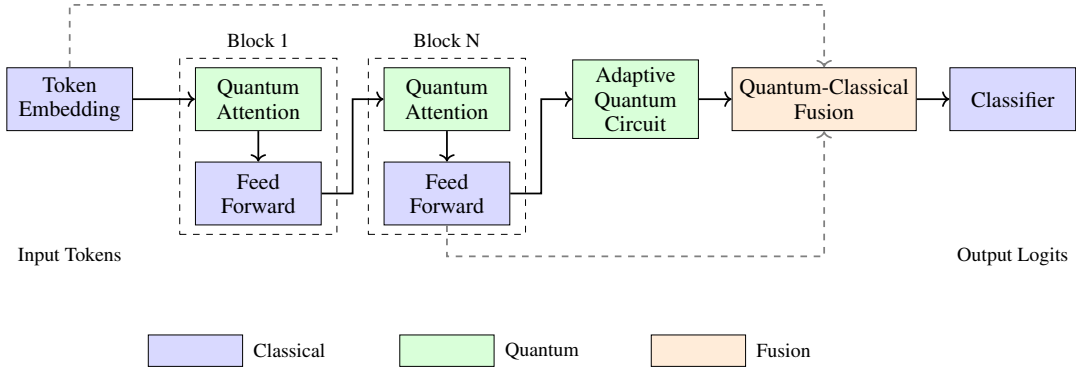 Block 1
Block N
Token
Embedding
Quantum
Attention
Feed
Forward
Quantum
Attention
Feed
Forward
Adaptive
Quantum
Circuit
Quantum-Classical
Fusion
Classifier
Input Tokens
Output Logits
Classical
Quantum
Fusion